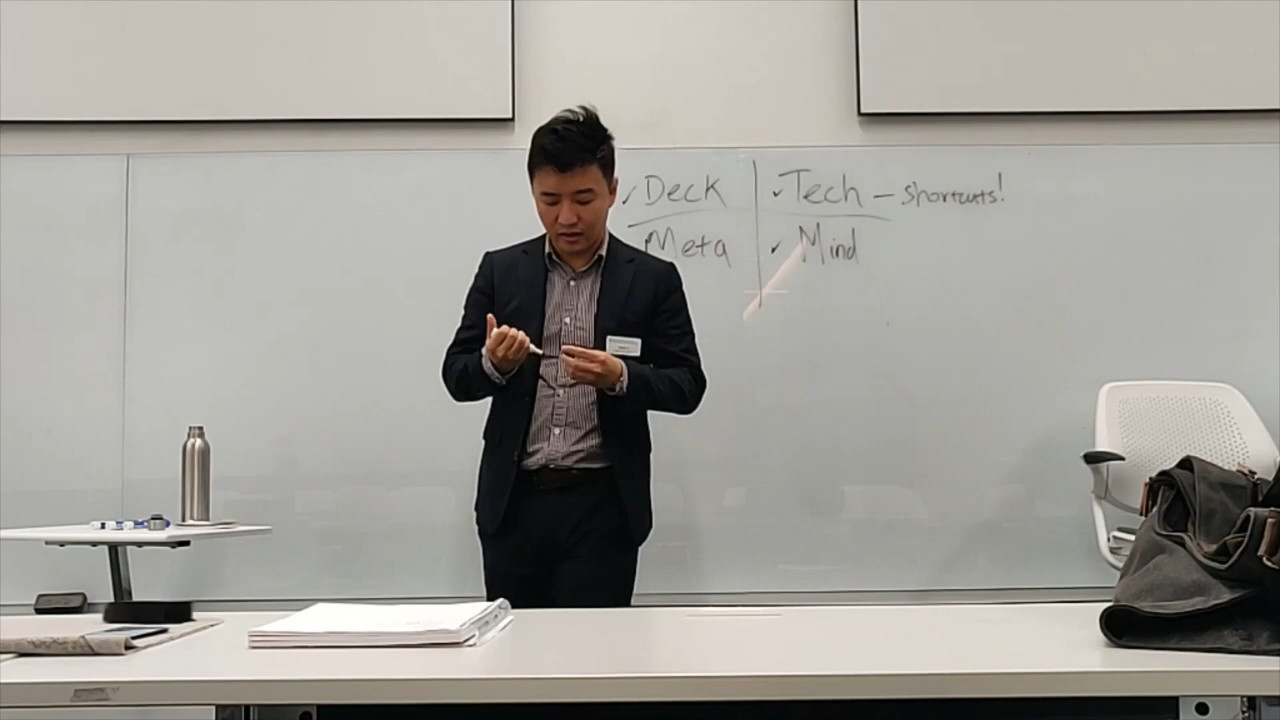 ✓ Deck | ✓ Tech – shortcuts!
Meta | ✓ Mind